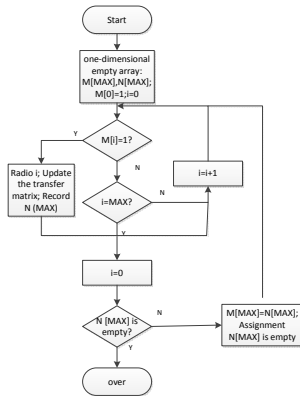 Start
one-dimensional
empty array:
M[MAX],N[MAX];
M[0]=1;i=0
M[i]=1?
Y
N
Radio i; Update
the transfer
matrix; Record
N (MAX)
i=MAX?
N
i=i+1
Y
i=0
N [MAX] is
empty?
N
M[MAX]=N[MAX];
Assignment
N[MAX] is empty
Y
over